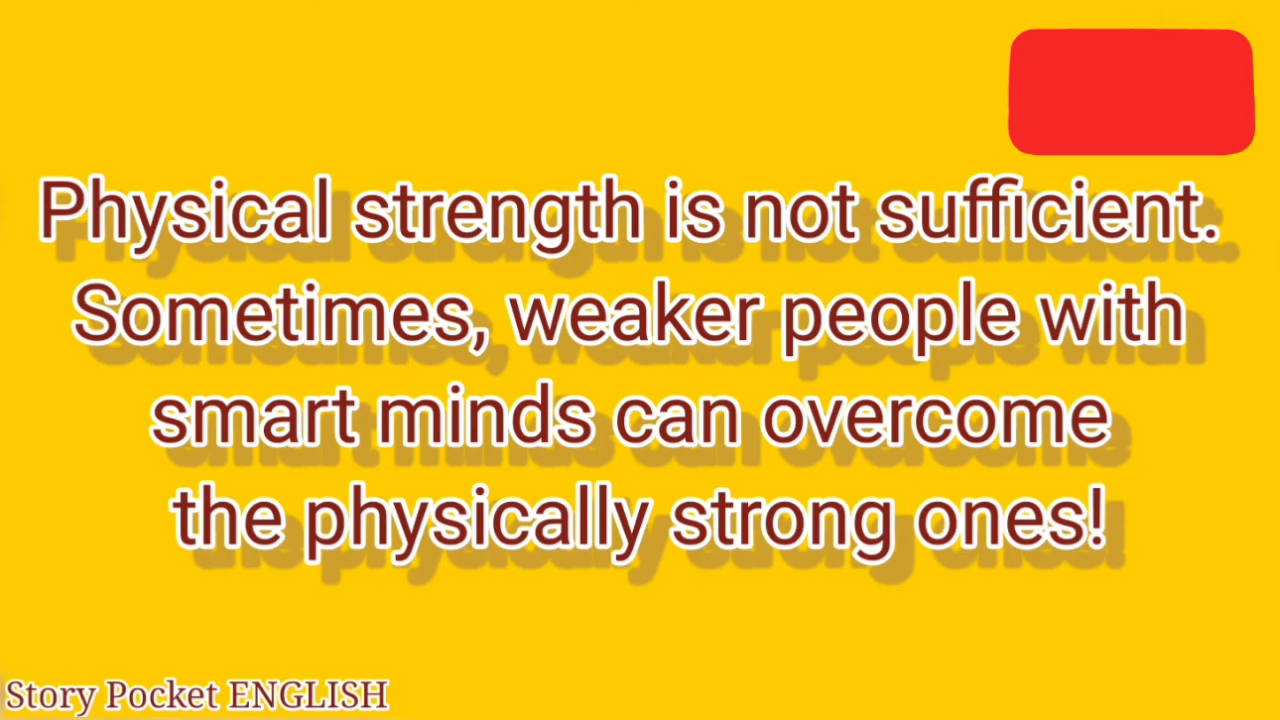 Physical strength is not sufficient.
Sometimes, weaker people with
smart minds can overcome
the physically strong ones!
Story Pocket ENGLISH